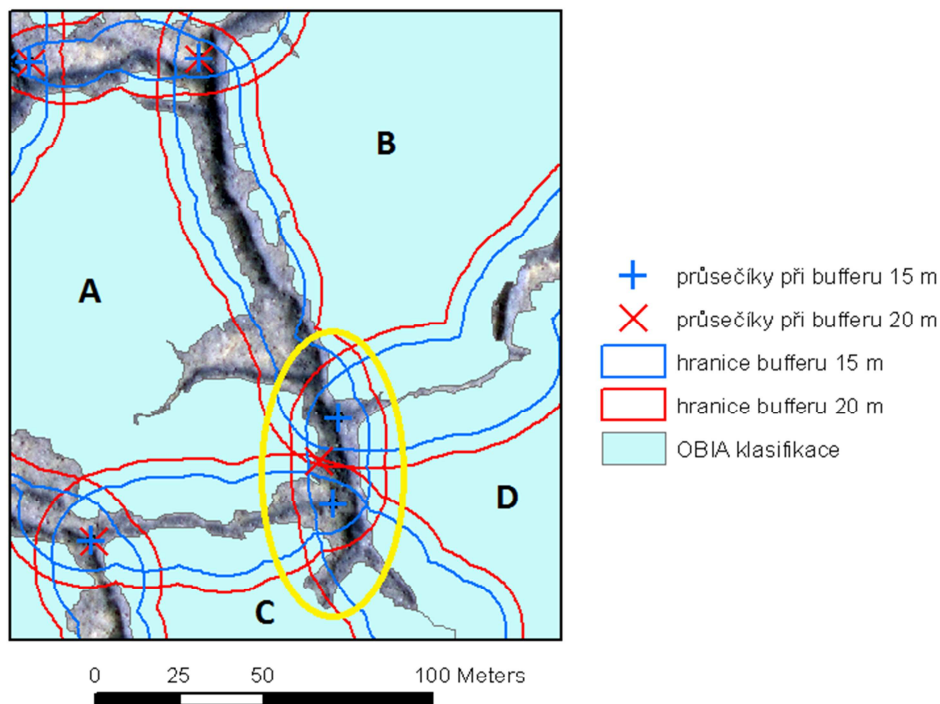 B
A
D
C
průsečíky při bufferu 15 m
průsečíky při bufferu 20 m
hranice bufferu 15 m
hranice bufferu 20 m
OBIA klasifikace
0 25 50 100 Meters